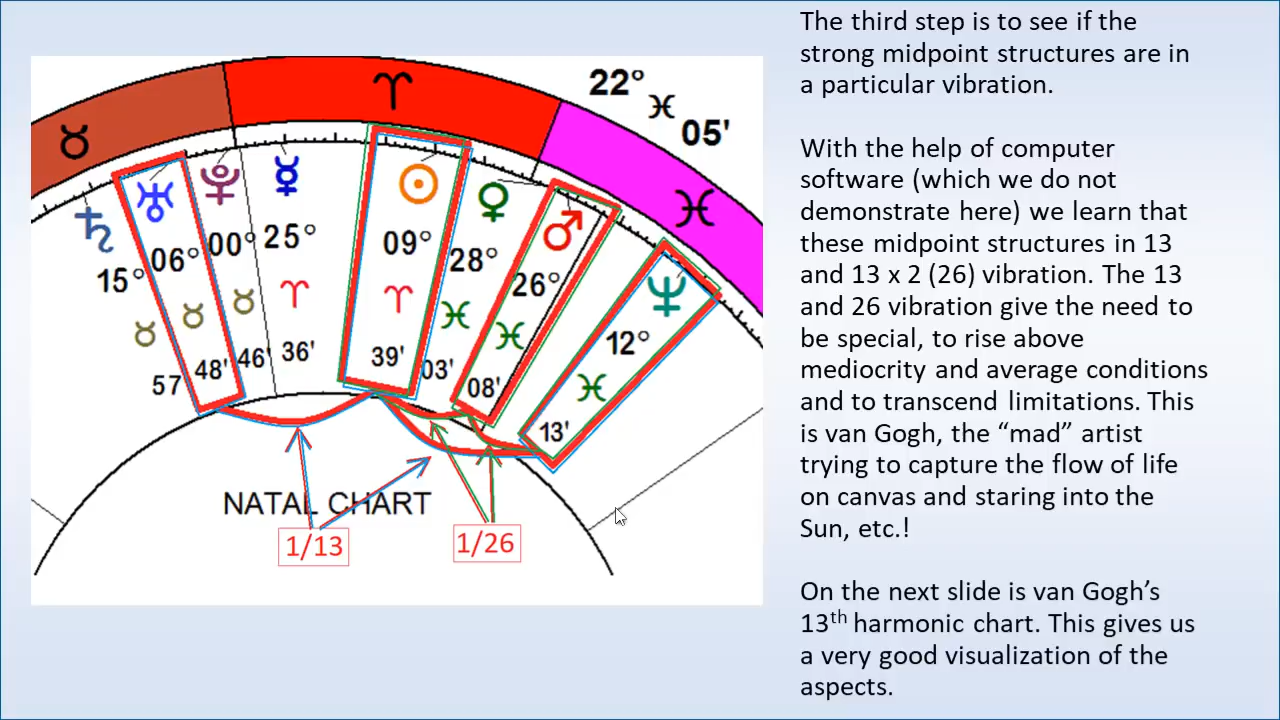 The third step is to see if the
strong midpoint structures are in
a particular vibration.
With the help of computer
software (which we do not
demonstrate here) we learn that
these midpoint structures in 13
and 13 x 2 (26) vibration. The 13
and 26 vibration give the need to
be special, to rise above
mediocrity and average conditions
and to transcend limitations. This
is van Gogh, the “mad” artist
trying to capture the flow of life
on canvas and staring into the
Sun, etc.!
On the next slide is van Gogh’s
13th harmonic chart. This gives us
a very good visualization of the
aspects.
♉ ♈ ♓
22° ♓ 05'
♄ 15° ♉ 57
♅ 06° ♉ 48'
♇ 00° ♉ 46'
☿ 25° ♈ 36'
☉ 09° ♈ 39'
♀ 28° ♓ 03'
♂ 26° ♓ 08'
♆ 12° ♓ 13'
NATAL CHART
1/13
1/26